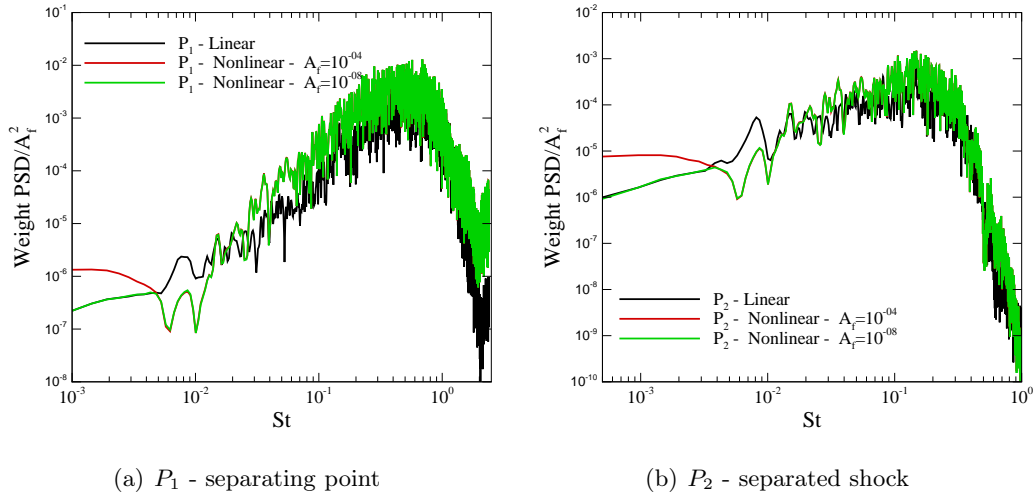 Weight PSD/A_f^2
10^-2
10^-3
10^-4
10^-5
10^-6
10^-7
10^-8
P_1 - Linear
P_1 - Nonlinear - A_f=10^-04
P_1 - Nonlinear - A_f=10^-08
10^-3
10^-2
10^-1
10^0
St
(a) P_1 - separating point
Weight PSD/A_f^2
10^-2
10^-3
10^-4
10^-5
10^-6
10^-7
10^-8
10^-9
10^-10
P_2 - Linear
P_2 - Nonlinear - A_f=10^-04
P_2 - Nonlinear - A_f=10^-08
10^-3
10^-2
10^-1
10^0
St
(b) P_2 - separated shock